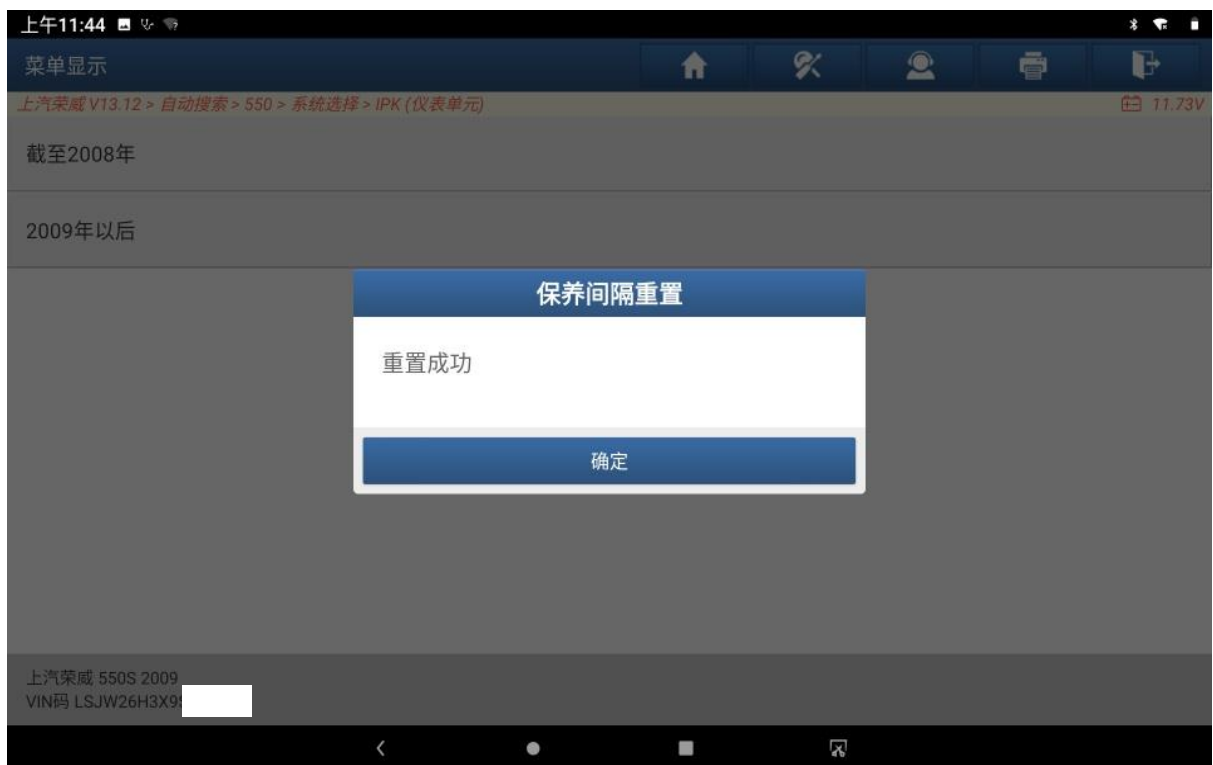 上午11:44
菜单显示
上汽荣威 V13.12 > 自动搜索 > 550 > 系统选择 > IPK (仪表单元)
11.73V
截至2008年
2009年以后
保养间隔重置
重置成功
确定
上汽荣威 550S 2009
VIN码 LSJW26H3X9